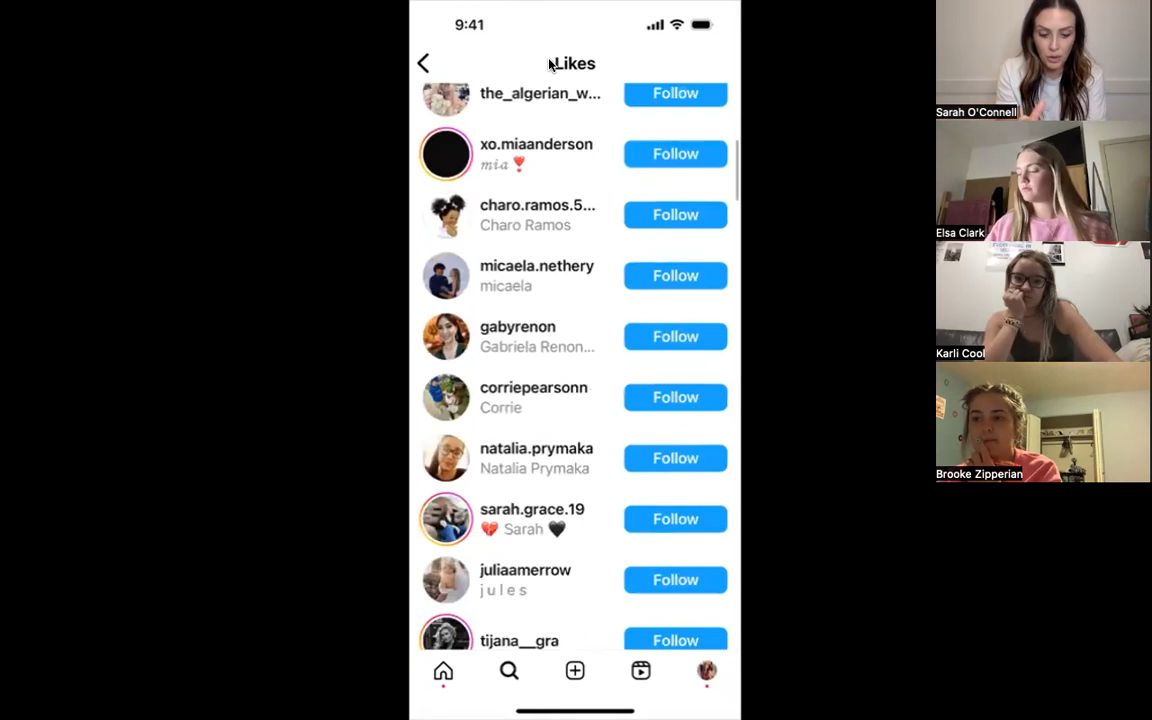 9:41
Likes
the_algerian_w...
Follow
xo.miaanderson
𝓂𝒾𝒶 ❣️
Follow
charo.ramos.5...
Charo Ramos
Follow
micaela.nethery
micaela
Follow
gabyrenon
Gabriela Renon...
Follow
corriepearsonn
Corrie
Follow
natalia.prymaka
Natalia Prymaka
Follow
sarah.grace.19
💔 Sarah 🖤
Follow
juliaamerrow
j u l e s
Follow
tijana__gra
Follow
Sarah O'Connell
Elsa Clark
Karli Cool
Brooke Zipperian